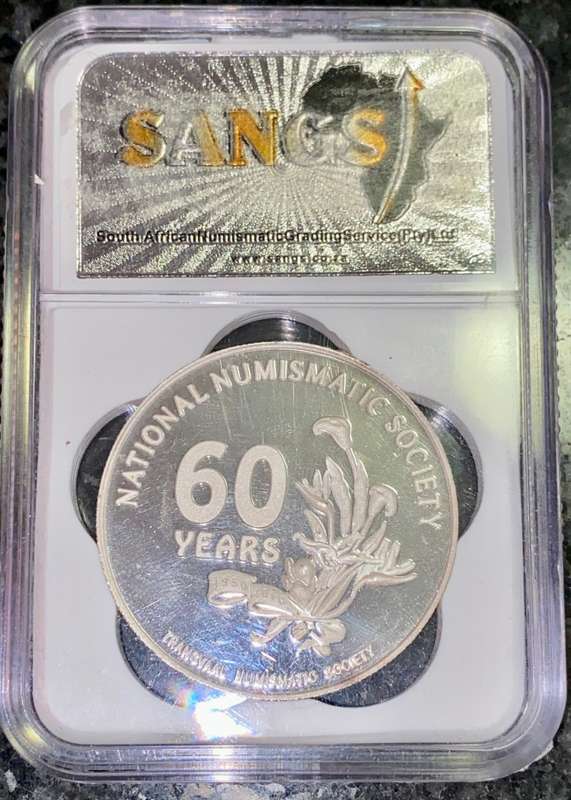 SANGS
South African Numismatic Grading Service (Pty) Ltd
www.sangs.co.za
NATIONAL NUMISMATIC SOCIETY
60
YEARS
TRANSVAAL NUMISMATIC SOCIETY